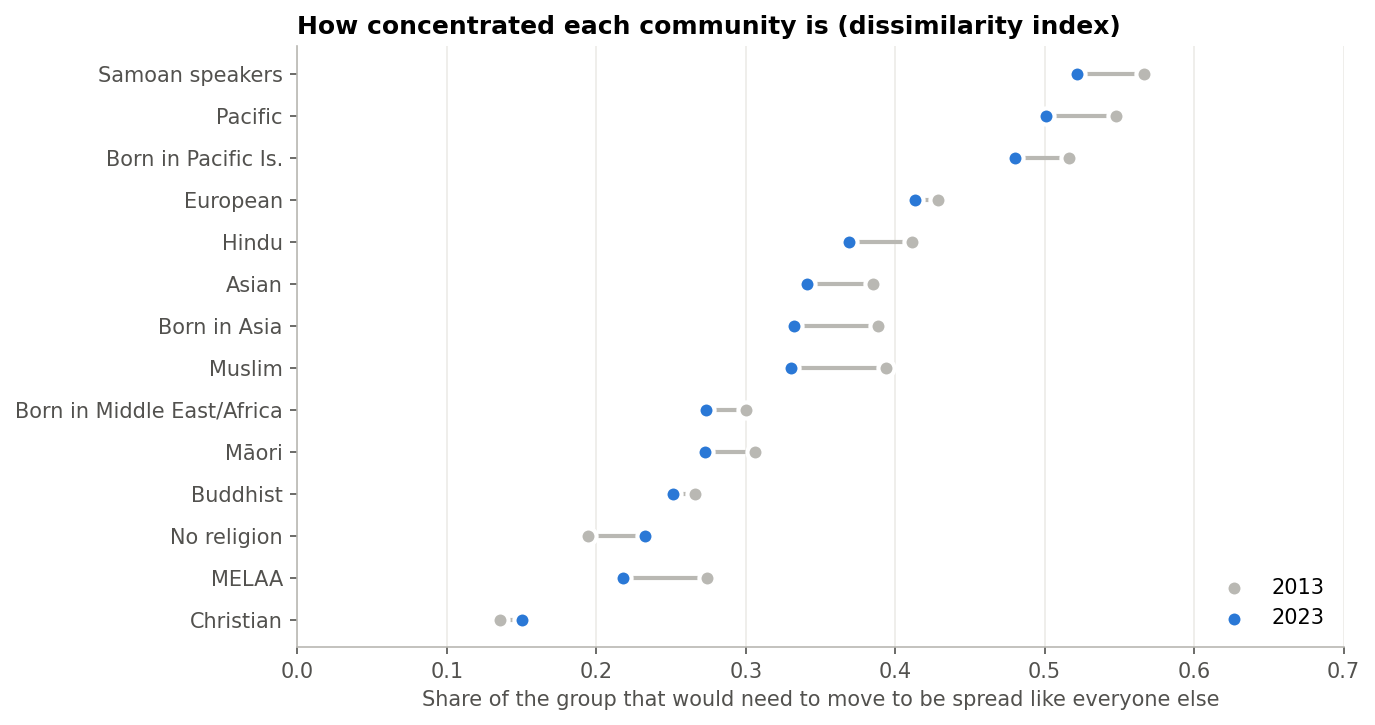 How concentrated each community is (dissimilarity index)
Samoan speakers
Pacific
Born in Pacific Is.
European
Hindu
Asian
Born in Asia
Muslim
Born in Middle East/Africa
Māori
Buddhist
No religion
MELAA
Christian
2013
2023
0.0 0.1 0.2 0.3 0.4 0.5 0.6 0.7
Share of the group that would need to move to be spread like everyone else